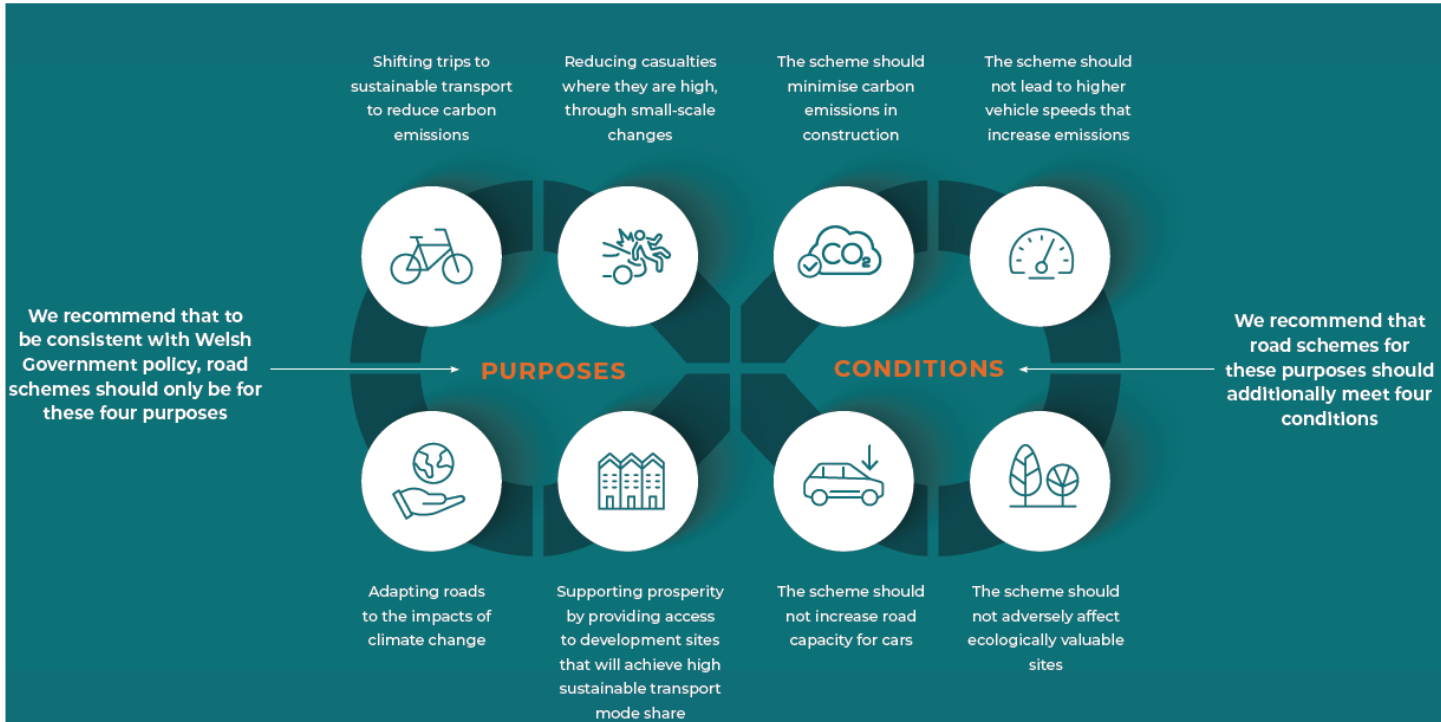 Shifting trips to
sustainable transport
to reduce carbon
emissions
Reducing casualties
where they are high,
through small-scale
changes
The scheme should
minimise carbon
emissions in
construction
The scheme should
not lead to higher
vehicle speeds that
increase emissions
CO₂
We recommend that to
be consistent with Welsh
Government policy, road
schemes should only be for
these four purposes
PURPOSES
CONDITIONS
We recommend that
road schemes for
these purposes should
additionally meet four
conditions
Adapting roads
to the impacts of
climate change
Supporting prosperity
by providing access
to development sites
that will achieve high
sustainable transport
mode share
The scheme should
not increase road
capacity for cars
The scheme should
not adversely affect
ecologically valuable
sites